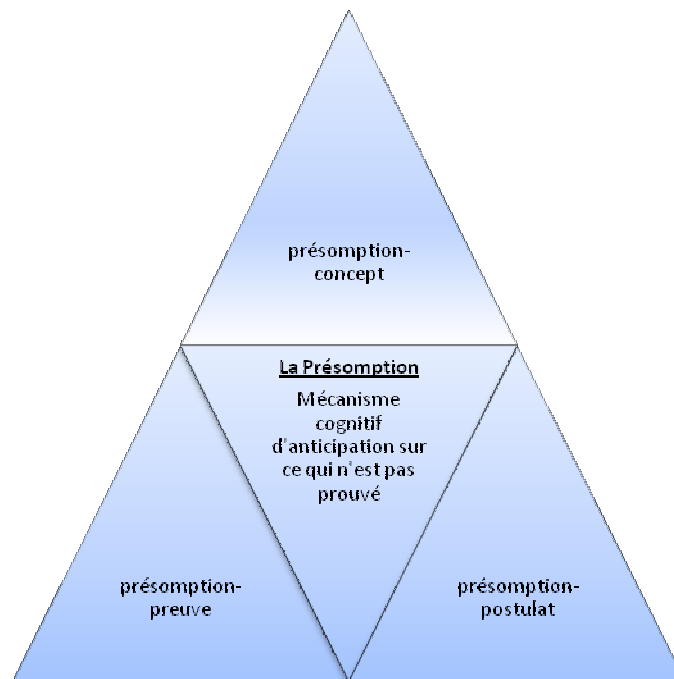 présomption-
concept
La Présomption
Mécanisme
cognitif
d'anticipation sur
ce qui n'est pas
prouvé
présomption-
preuve
présomption-
postulat